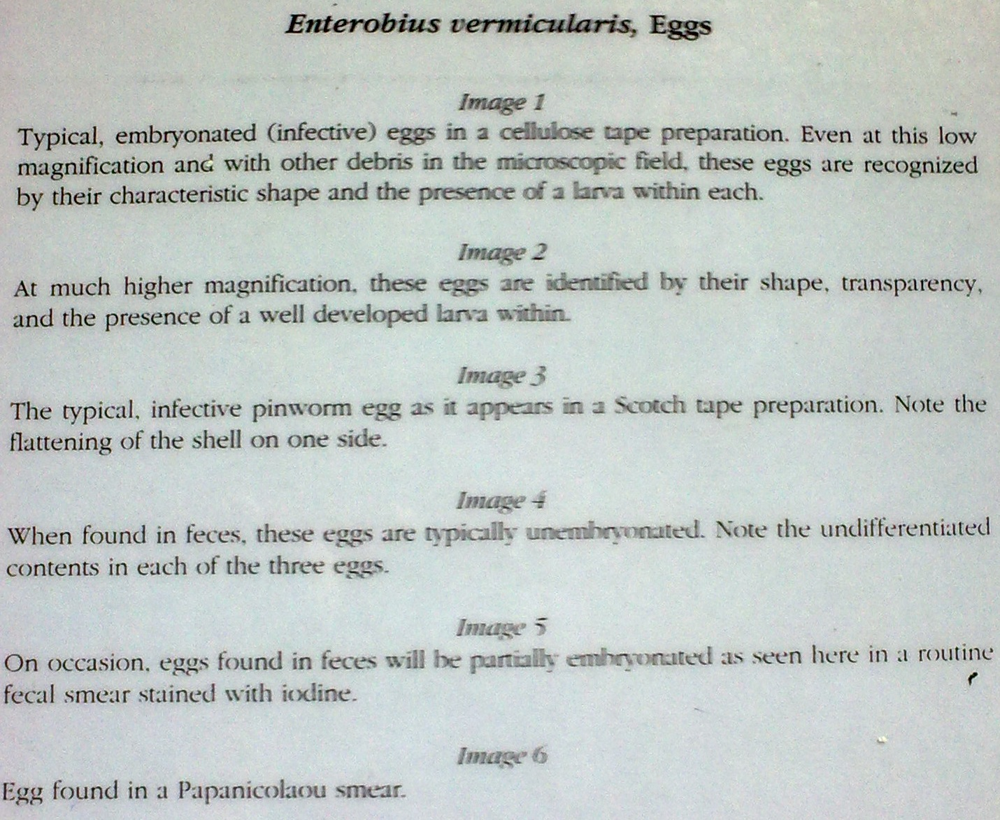 Enterobius vermicularis, Eggs
Image 1
Typical, embryonated (infective) eggs in a cellulose tape preparation. Even at this low
magnification and with other debris in the microscopic field, these eggs are recognized
by their characteristic shape and the presence of a larva within each.
Image 2
At much higher magnification, these eggs are identified by their shape, transparency,
and the presence of a well developed larva within.
Image 3
The typical, infective pinworm egg as it appears in a Scotch tape preparation. Note the
flattening of the shell on one side.
Image 4
When found in feces, these eggs are typically unembryonated. Note the undifferentiated
contents in each of the three eggs.
Image 5
On occasion, eggs found in feces will be partially embryonated as seen here in a routine
fecal smear stained with iodine.
Image 6
Egg found in a Papanicolaou smear.